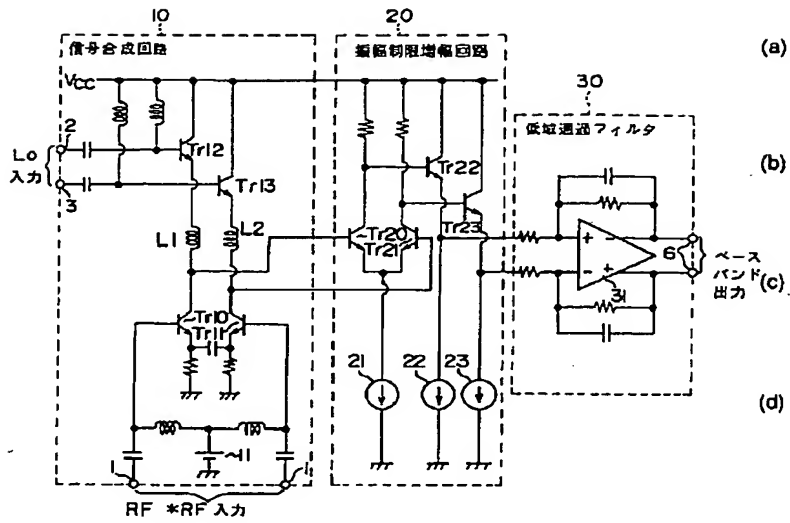 10
20
(a)
信号合成回路
振幅制限増幅回路
VCC
30
低域通過フィルタ
2
Lo
入力
3
Tr12
Tr13
Tr22
Tr23
(b)
L1
L2
Tr20
Tr21
+ -
- +
31
6
ベース
バンド
出力
(c)
Tr10
Tr11
21
22
23
(d)
11
1
1
RF *RF 入力